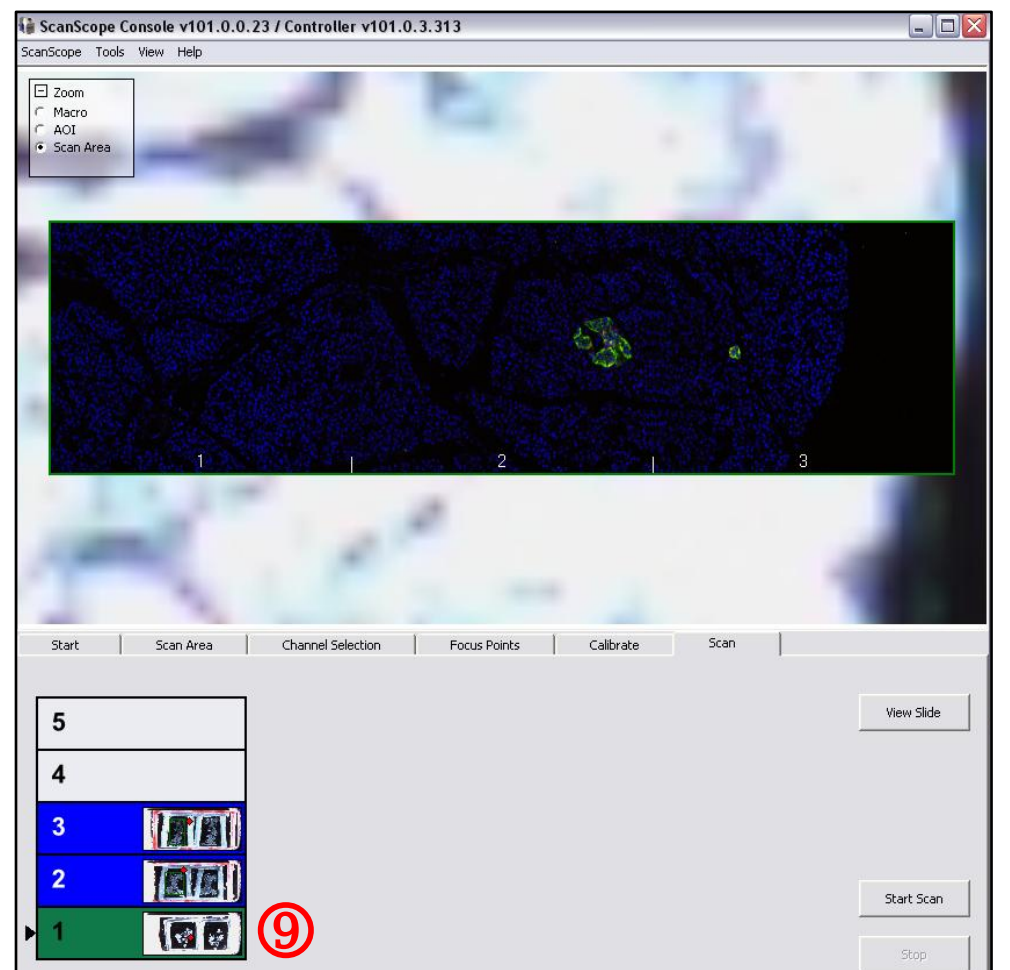 ScanScope Console v101.0.0.23 / Controller v101.0.3.313
ScanScope Tools View Help
Zoom
Macro
AOI
Scan Area
1 2 3
Start Scan Area Channel Selection Focus Points Calibrate Scan
View Slide
5
4
3
2
Start Scan
1 ⑨
Stop